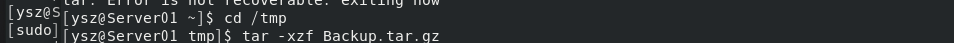 tar: Error is not recoverable: exiting now
[ysz@S
[ysz@Server01 ~]$ cd /tmp
[sudo]
[ysz@Server01 tmp]$ tar -xzf Backup.tar.gz